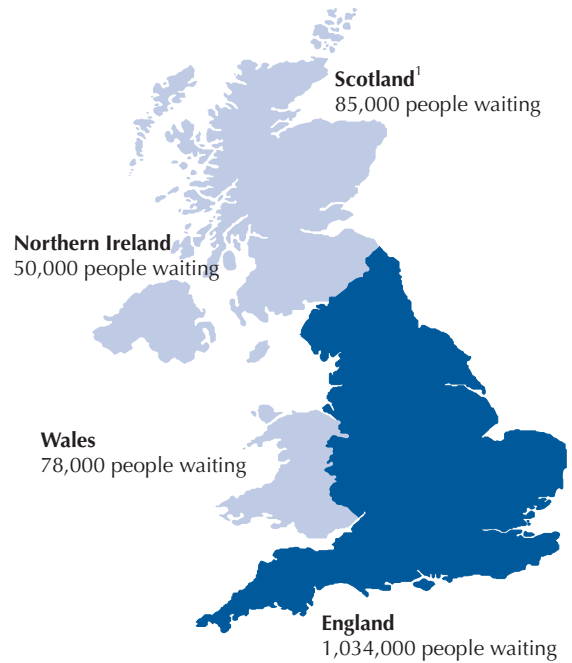 Scotland¹
85,000 people waiting
Northern Ireland
50,000 people waiting
Wales
78,000 people waiting
England
1,034,000 people waiting